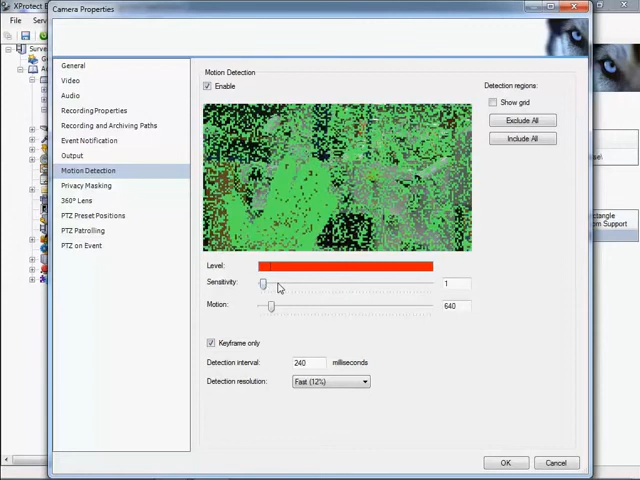 XProtect
Camera Properties
File
General
Video
Audio
Recording Properties
Recording and Archiving Paths
Event Notification
Output
Motion Detection
Privacy Masking
360º Lens
PTZ Preset Positions
PTZ Patrolling
PTZ on Event
Motion Detection
Enable
Level:
Sensitivity:
1
Motion:
640
Keyframe only
Detection interval:
240
milliseconds
Detection resolution:
Fast (12%)
Detection regions:
Show grid
Exclude All
Include All
OK
Cancel